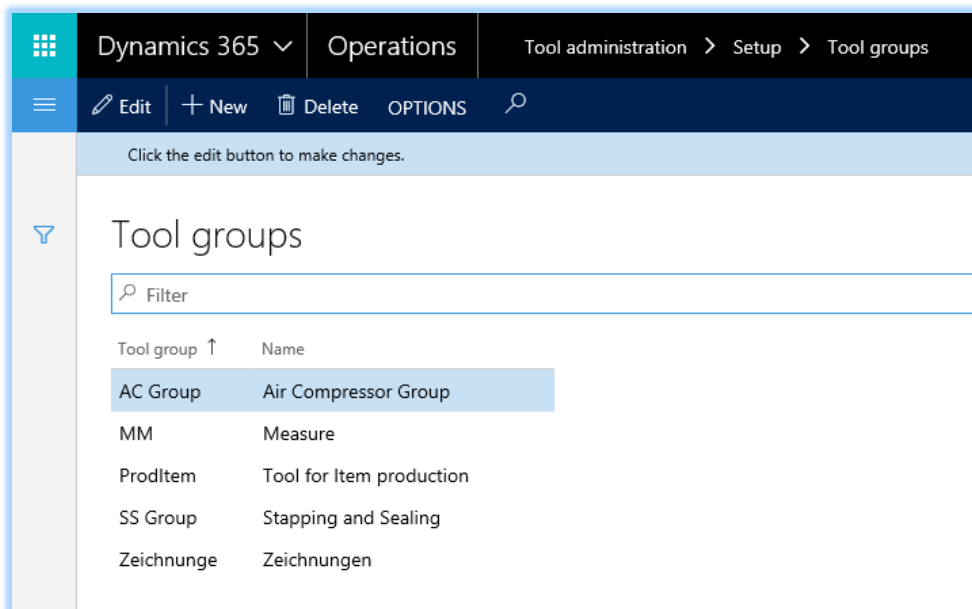 Dynamics 365 Operations Tool administration > Setup > Tool groups
Edit New Delete OPTIONS
Click the edit button to make changes.
Tool groups
Filter
Tool group ↑ Name
AC Group Air Compressor Group
MM Measure
ProdItem Tool for Item production
SS Group Stapping and Sealing
Zeichnunge Zeichnungen